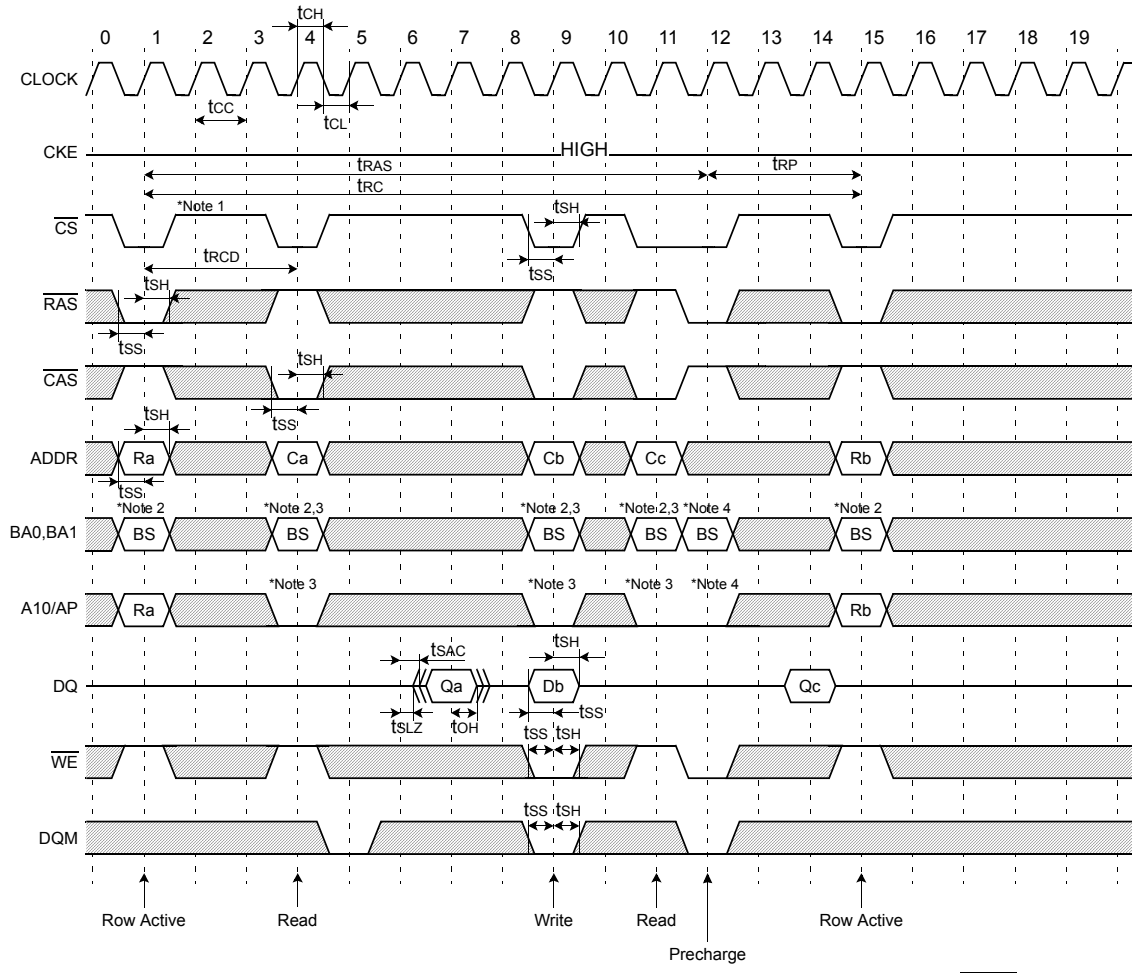 tCH
0 1 2 3 4 5 6 7 8 9 10 11 12 13 14 15 16 17 18 19
CLOCK
tCC
tCL
CKE
HIGH
tRAS
tRP
tRC
*Note 1
tSH
CS
tRCD
tSS
tSH
RAS
tSS
tSH
CAS
tSH
tSS
ADDR Ra Ca Cb Cc Rb
tSS
*Note 2 *Note 2,3 *Note 2,3 *Note 2,3 *Note 4 *Note 2
BA0,BA1 BS BS BS BS BS BS
*Note 3 *Note 3 *Note 3 *Note 4
A10/AP Ra Rb
tSAC
tSH
DQ Qa Db Qc
tSLZ tOH tSS
tSS tSH
WE
tSS tSH
DQM
Row Active Read Write Read Row Active
Precharge